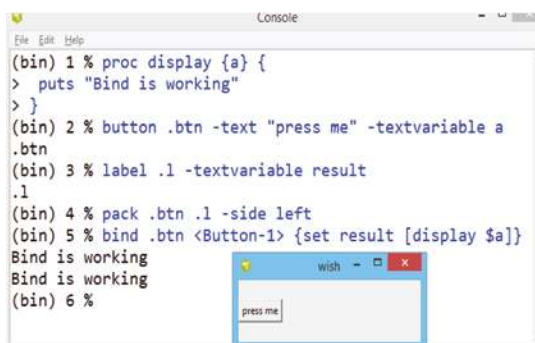 Console
File Edit Help
(bin) 1 % proc display {a} {
> puts "Bind is working"
> }
(bin) 2 % button .btn -text "press me" -textvariable a
.btn
(bin) 3 % label .l -textvariable result
.l
(bin) 4 % pack .btn .l -side left
(bin) 5 % bind .btn <Button-1> {set result [display $a]}
Bind is working
Bind is working
(bin) 6 %
wish
press me